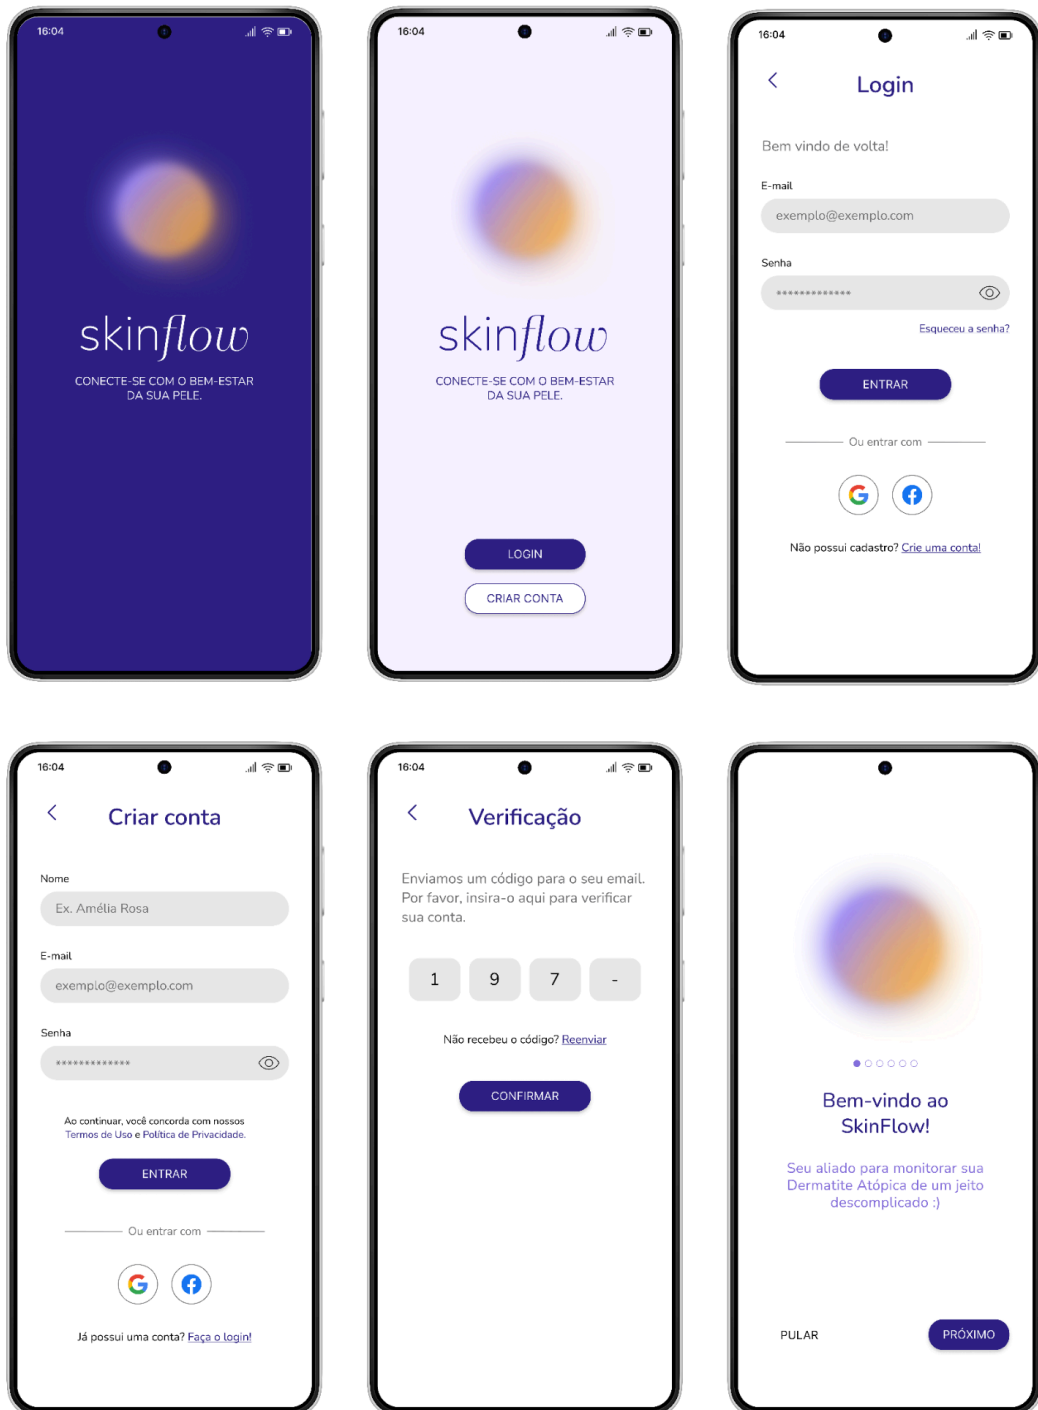 16:04
skinflow
CONECTE-SE COM O BEM-ESTAR
DA SUA PELE.
16:04
skinflow
CONECTE-SE COM O BEM-ESTAR
DA SUA PELE.
LOGIN
CRIAR CONTA
16:04
Login
Bem vindo de volta!
E-mail
exemplo@exemplo.com
Senha
*************
Esqueceu a senha?
ENTRAR
Ou entrar com
Não possui cadastro? Crie uma conta!
16:04
Criar conta
Nome
Ex. Amélia Rosa
E-mail
exemplo@exemplo.com
Senha
*************
Ao continuar, você concorda com nossos
Termos de Uso e Política de Privacidade.
ENTRAR
Ou entrar com
Já possui uma conta? Faça o login!
16:04
Verificação
Enviamos um código para o seu email.
Por favor, insira-o aqui para verificar
sua conta.
1 9 7 -
Não recebeu o código? Reenviar
CONFIRMAR
Bem-vindo ao
SkinFlow!
Seu aliado para monitorar sua
Dermatite Atópica de um jeito
descomplicado :)
PULAR
PRÓXIMO